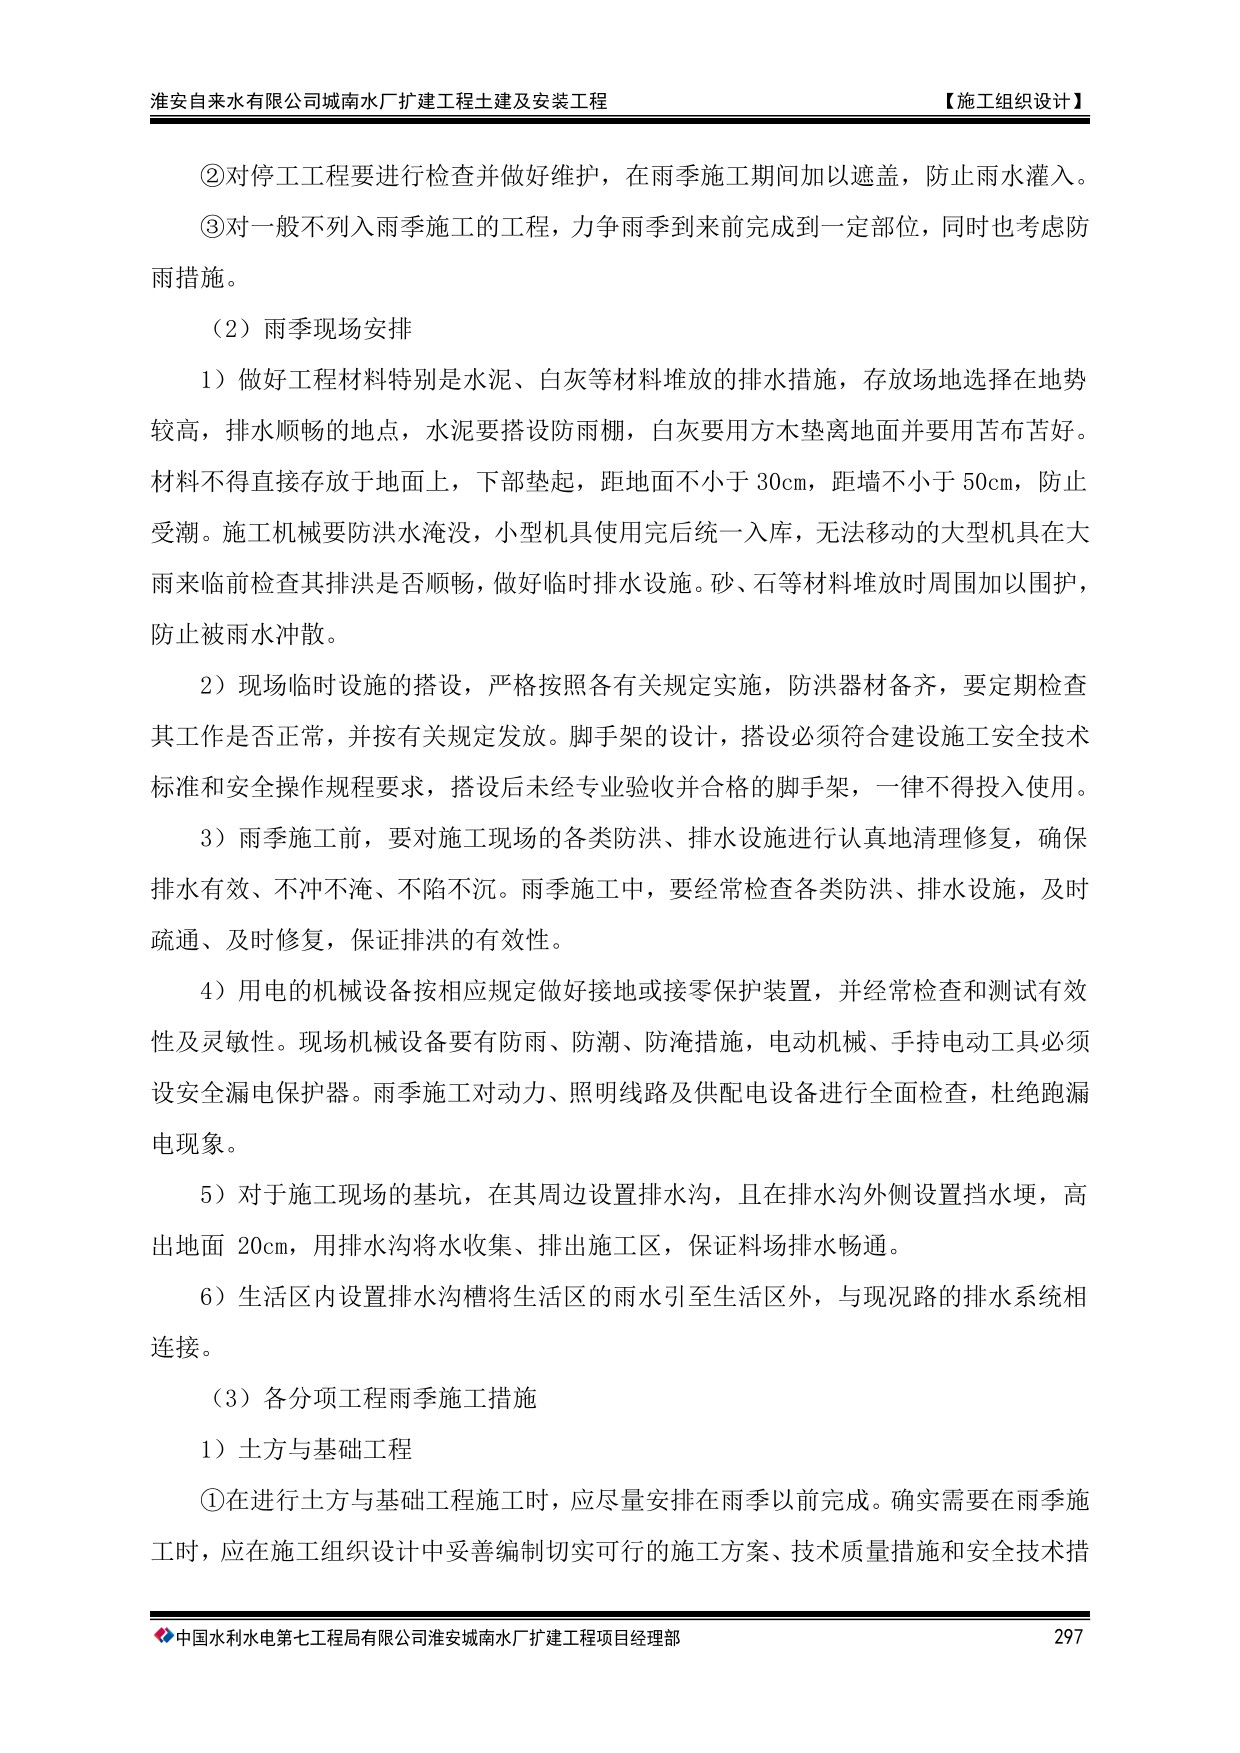 淮安自来水有限公司城南水厂扩建工程土建及安装工程 【施工组织设计】
②对停工工程要进行检查并做好维护，在雨季施工期间加以遮盖，防止雨水灌入。
③对一般不列入雨季施工的工程，力争雨季到来前完成到一定部位，同时也考虑防
雨措施。
（2）雨季现场安排
1）做好工程材料特别是水泥、白灰等材料堆放的排水措施，存放场地选择在地势
较高，排水顺畅的地点，水泥要搭设防雨棚，白灰要用方木垫离地面并要用苫布苫好。
材料不得直接存放于地面上，下部垫起，距地面不小于 30cm，距墙不小于 50cm，防止
受潮。施工机械要防洪水淹没，小型机具使用完后统一入库，无法移动的大型机具在大
雨来临前检查其排洪是否顺畅，做好临时排水设施。砂、石等材料堆放时周围加以围护，
防止被雨水冲散。
2）现场临时设施的搭设，严格按照各有关规定实施，防洪器材备齐，要定期检查
其工作是否正常，并按有关规定发放。脚手架的设计，搭设必须符合建设施工安全技术
标准和安全操作规程要求，搭设后未经专业验收并合格的脚手架，一律不得投入使用。
3）雨季施工前，要对施工现场的各类防洪、排水设施进行认真地清理修复，确保
排水有效、不冲不淹、不陷不沉。雨季施工中，要经常检查各类防洪、排水设施，及时
疏通、及时修复，保证排洪的有效性。
4）用电的机械设备按相应规定做好接地或接零保护装置，并经常检查和测试有效
性及灵敏性。现场机械设备要有防雨、防潮、防淹措施，电动机械、手持电动工具必须
设安全漏电保护器。雨季施工对动力、照明线路及供配电设备进行全面检查，杜绝跑漏
电现象。
5）对于施工现场的基坑，在其周边设置排水沟，且在排水沟外侧设置挡水埂，高
出地面 20cm，用排水沟将水收集、排出施工区，保证料场排水畅通。
6）生活区内设置排水沟槽将生活区的雨水引至生活区外，与现况路的排水系统相
连接。
（3）各分项工程雨季施工措施
1）土方与基础工程
①在进行土方与基础工程施工时，应尽量安排在雨季以前完成。确实需要在雨季施
工时，应在施工组织设计中妥善编制切实可行的施工方案、技术质量措施和安全技术措
中国水利水电第七工程局有限公司淮安城南水厂扩建工程项目经理部 297